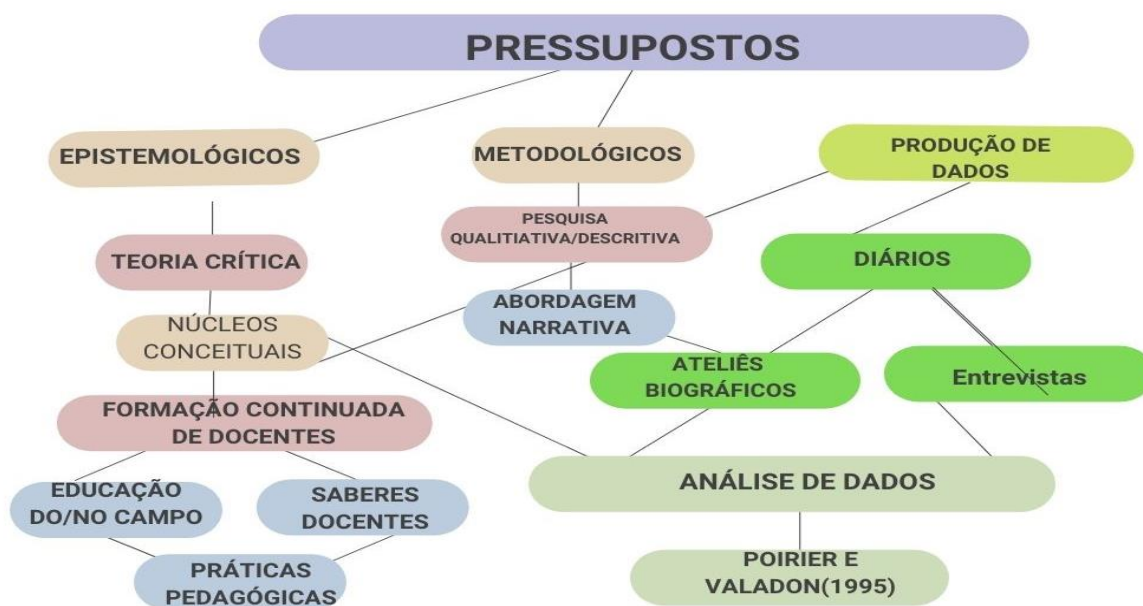 PRESSUPOSTOS
EPISTEMOLÓGICOS
METODOLÓGICOS
PRODUÇÃO DE
DADOS
PESQUISA
QUALITIATIVA/DESCRITIVA
TEORIA CRÍTICA
DIÁRIOS
ABORDAGEM
NARRATIVA
NÚCLEOS
CONCEITUAIS
ATELIÊS
BIOGRÁFICOS
Entrevistas
FORMAÇÃO CONTINUADA
DE DOCENTES
ANÁLISE DE DADOS
EDUCAÇÃO
DO/NO CAMPO
SABERES
DOCENTES
PRÁTICAS
PEDAGÓGICAS
POIRIER E
VALADON(1995)